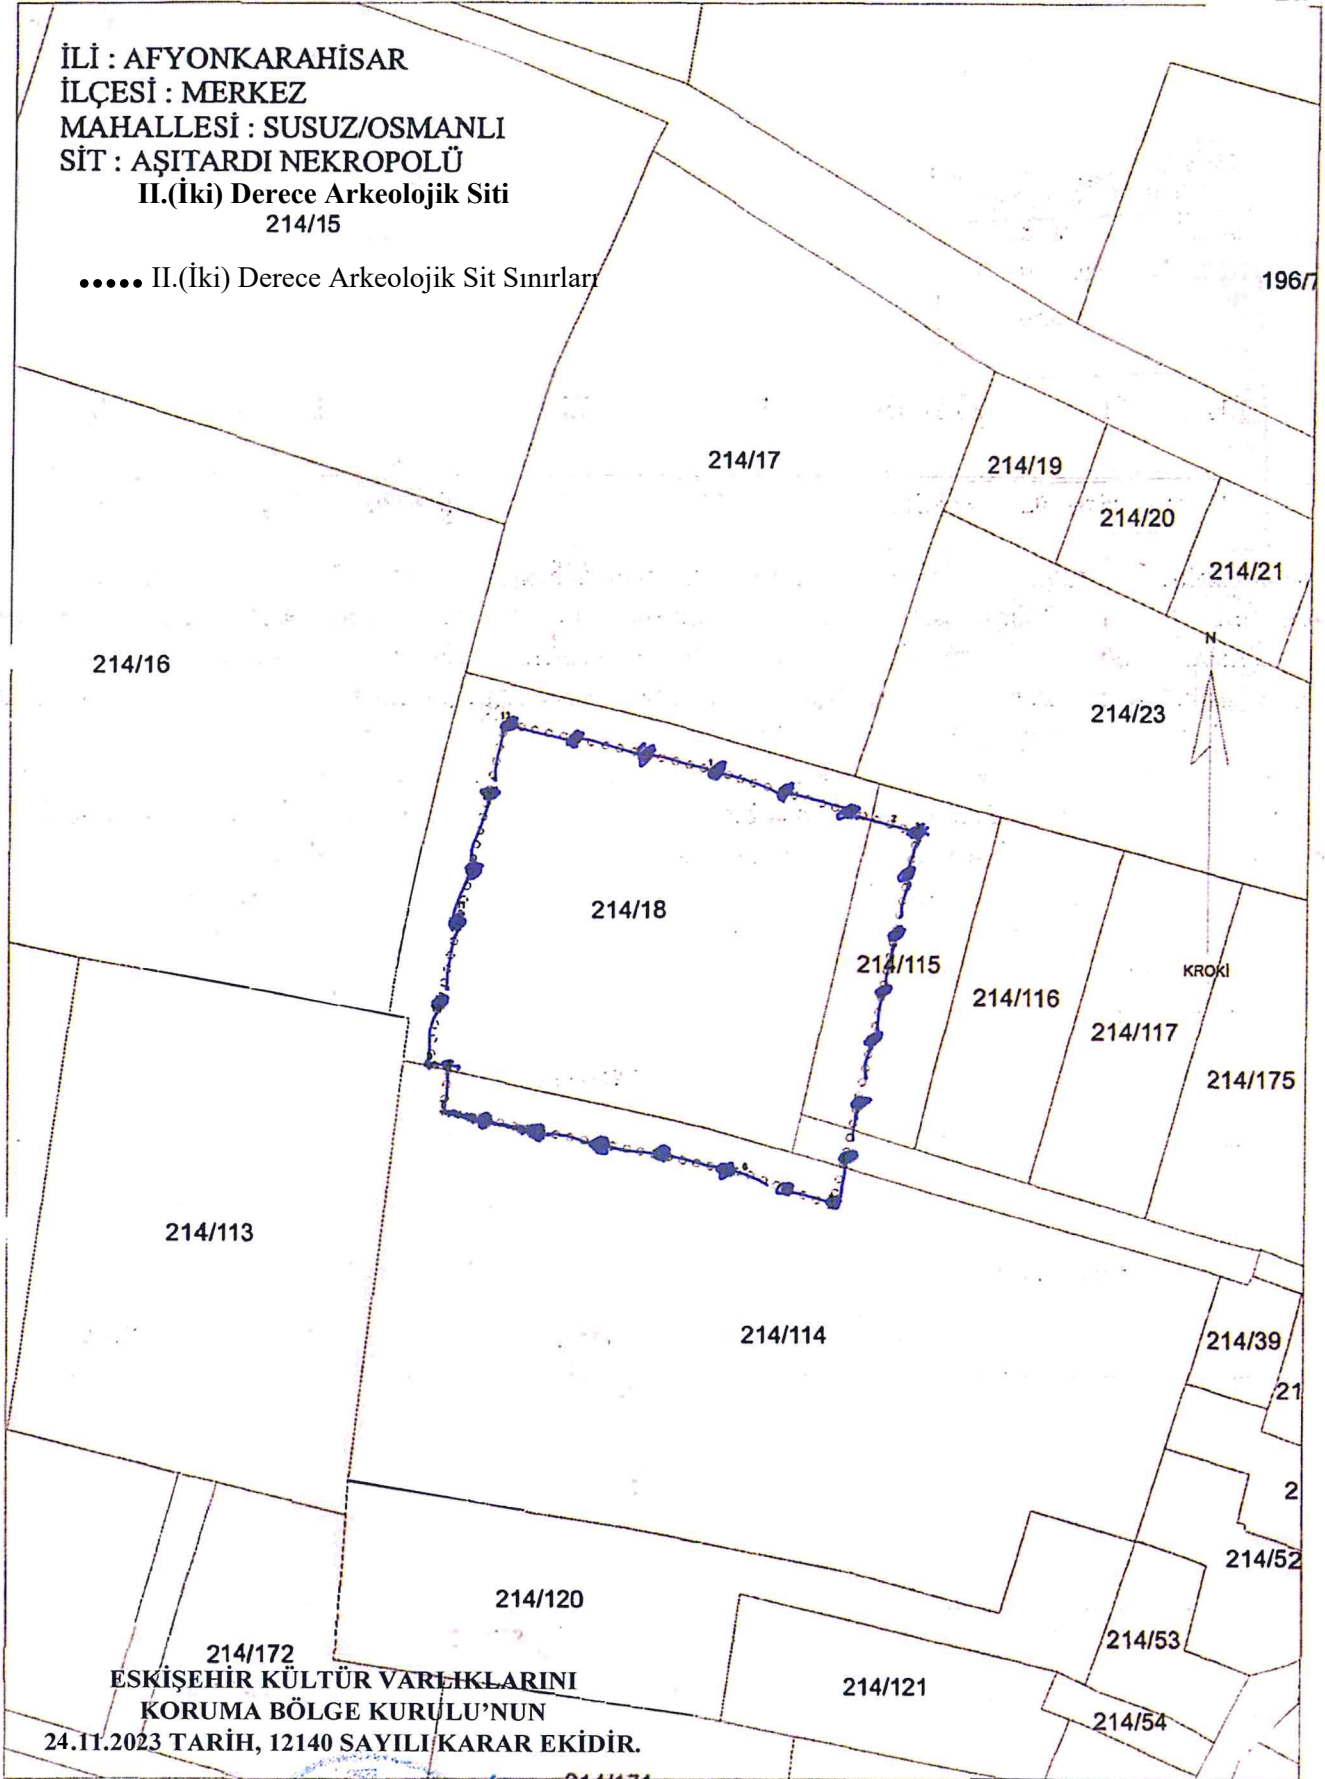 İLİ : AFYONKARAHİSAR
İLÇESİ : MERKEZ
MAHALLESİ : SUSUZ/OSMANLI
SİT : AŞITARDI NEKROPOLÜ
II.(İki) Derece Arkeolojik Siti
214/15
••••• II.(İki) Derece Arkeolojik Sit Sınırları
196/7
214/17
214/19
214/20
214/21
214/16
N
214/23
214/18
214/115
KROKİ
214/116
214/117
214/175
214/113
214/114
214/39
21
2
214/52
214/120
214/53
214/172
214/121
214/54
ESKİŞEHİR KÜLTÜR VARLIKLARINI
KORUMA BÖLGE KURULU’NUN
24.11.2023 TARİH, 12140 SAYILI KARAR EKİDİR.